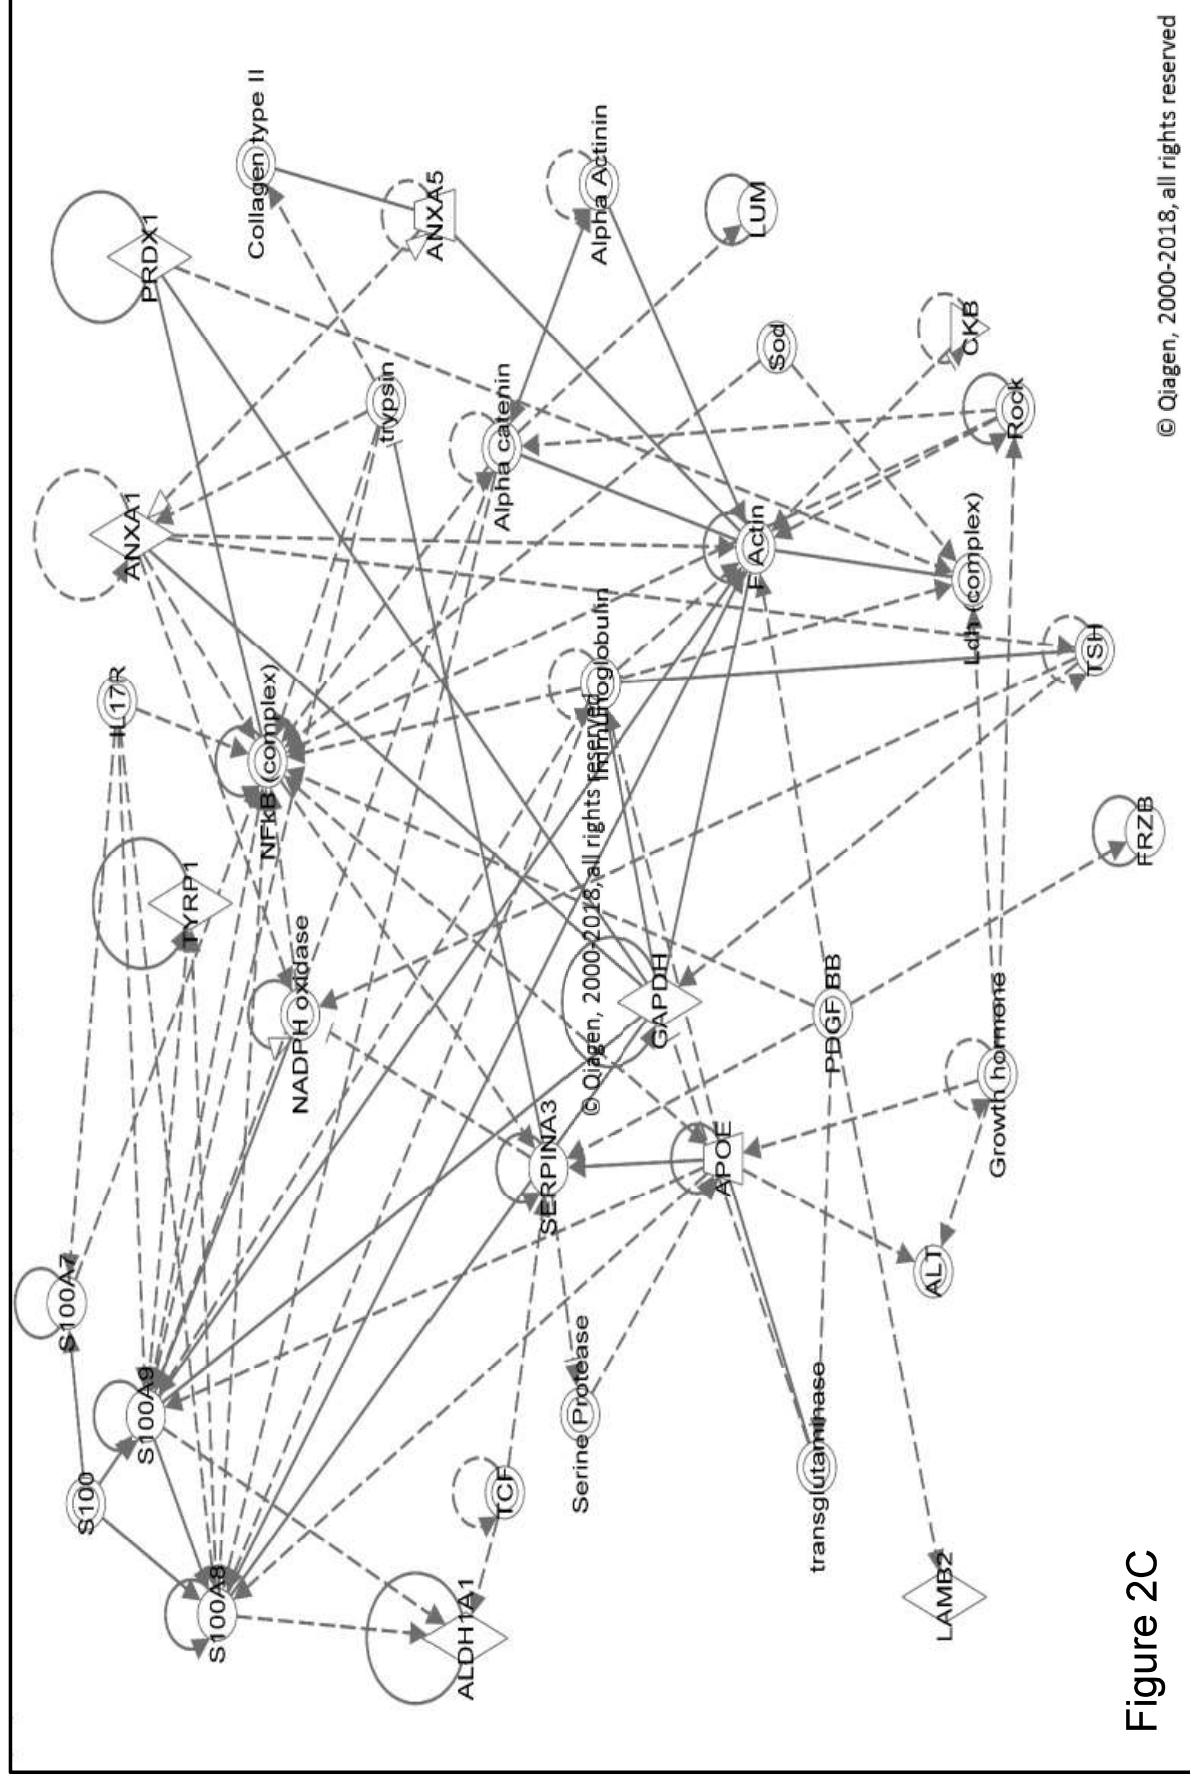 PRDX1
Collagen type II
ANXA5
Alpha Actinin
LUM
trypsin
Alpha catenin
Sod
CKB
Rock
ANXA1
F Actin
Ldh (complex)
TSH
IL17R
NFkB (complex)
Immunoglobulin
TYRP1
NADPH oxidase
GAPDH
PDGF BB
FRZB
Growth hormone
SERPINA3
APOE
ALT
S100A7
S100A9
S100
S100A8
Serine Protease
TCF
ALDH1A1
transglutaminase
LAMB2
© Qiagen, 2000-2018, all rights reserved
© Qiagen, 2000-2018, all rights reserved
Figure 2C